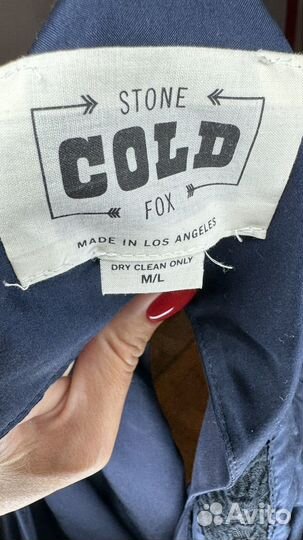 STONE
COLD
FOX
MADE IN LOS ANGELES
DRY CLEAN ONLY
M/L
Avito